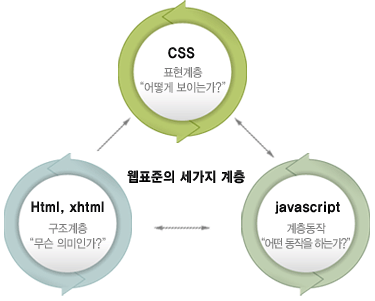 CSS
표현계층
“어떻게 보이는가?”
웹표준의 세가지 계층
Html, xhtml
구조계층
“무슨 의미인가?”
javascript
계층동작
“어떤 동작을 하는가?”